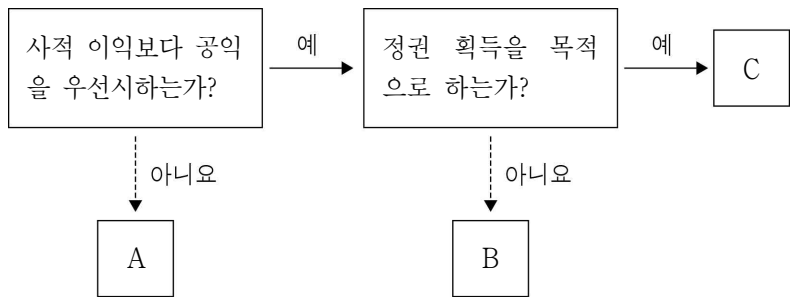 사적 이익보다 공익
을 우선시하는가?
예
정권 획득을 목적
으로 하는가?
예
C
아니요
아니요
A
B